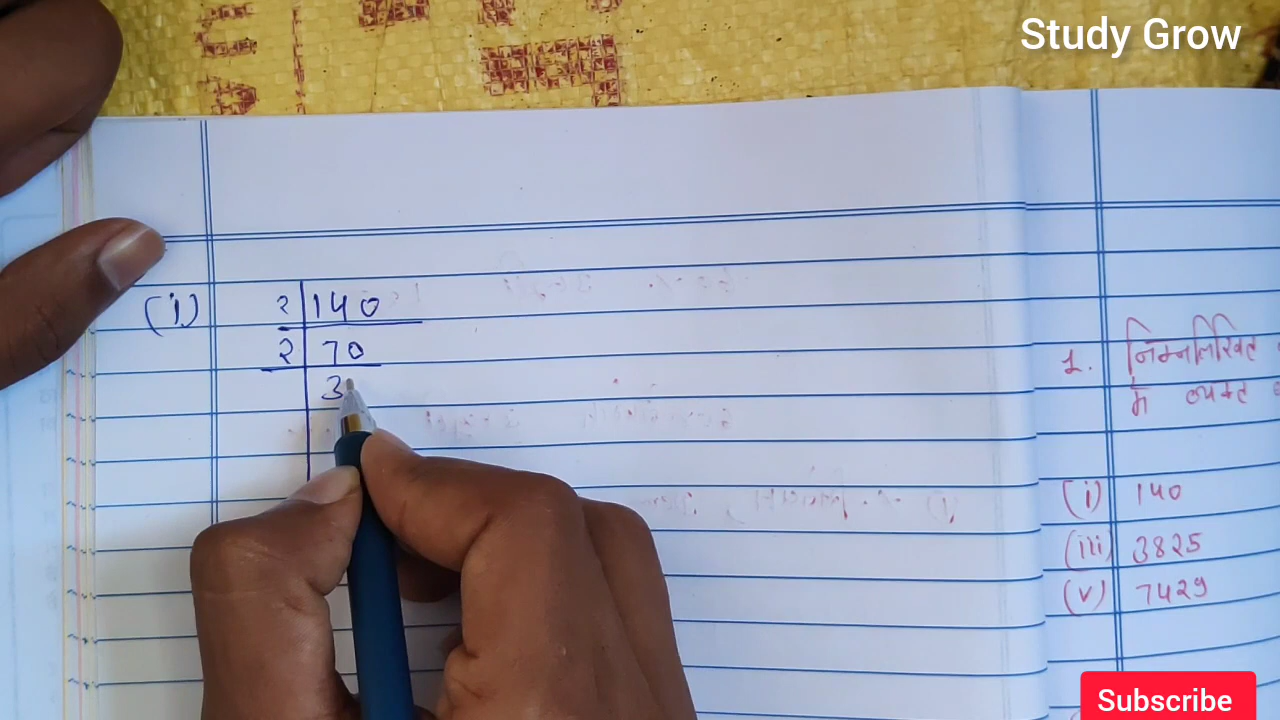 Study Grow
(i) 2 140
2 70
3
1. निम्नलिखित
में व्यक्त
(i) 140
(iii) 3825
(v) 7429
Subscribe